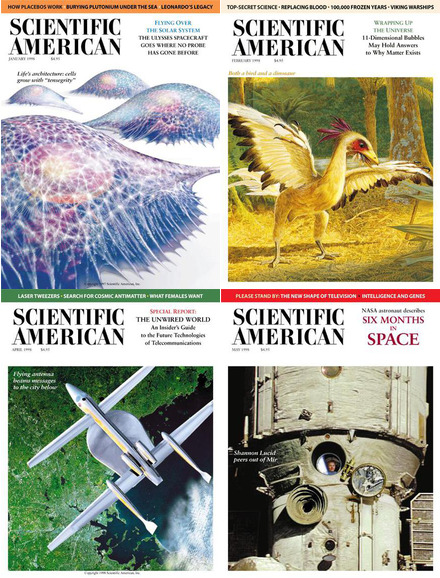 HOW PLACEBOS WORK • BURYING PLUTONIUM UNDER THE SEA • LEONARDO'S LEGACY
SCIENTIFIC
AMERICAN
JANUARY 1998 $4.95
FLYING OVER
THE SOLAR SYSTEM
THE ULYSSES SPACECRAFT
GOES WHERE NO PROBE
HAS GONE BEFORE
Life's architecture: cells
grow with "tensegrity"
Copyright 1997 Scientific American, Inc.
TOP-SECRET SCIENCE • REPLACING BLOOD • 100,000 FROZEN YEARS • VIKING WARSHIPS
SCIENTIFIC
AMERICAN
FEBRUARY 1998 $4.95
WRAPPING UP
THE UNIVERSE
11-Dimensional Bubbles
May Hold Answers
to Why Matter Exists
Both a bird and a dinosaur
LASER TWEEZERS • SEARCH FOR COSMIC ANTIMATTER • WHAT FEMALES WANT
SCIENTIFIC
AMERICAN
APRIL 1998 $4.95
SPECIAL REPORT:
THE UNWIRED WORLD
An Insider's Guide
to the Future Technologies
of Telecommunications
Flying antenna
beams messages
to the city below
Copyright 1998 Scientific American, Inc.
PLEASE STAND BY: THE NEW SHAPE OF TELEVISION • INTELLIGENCE AND GENES
SCIENTIFIC
AMERICAN
MAY 1998 $4.95
NASA astronaut describes
SIX MONTHS
IN
SPACE
Shannon Lucid
peers out of Mir